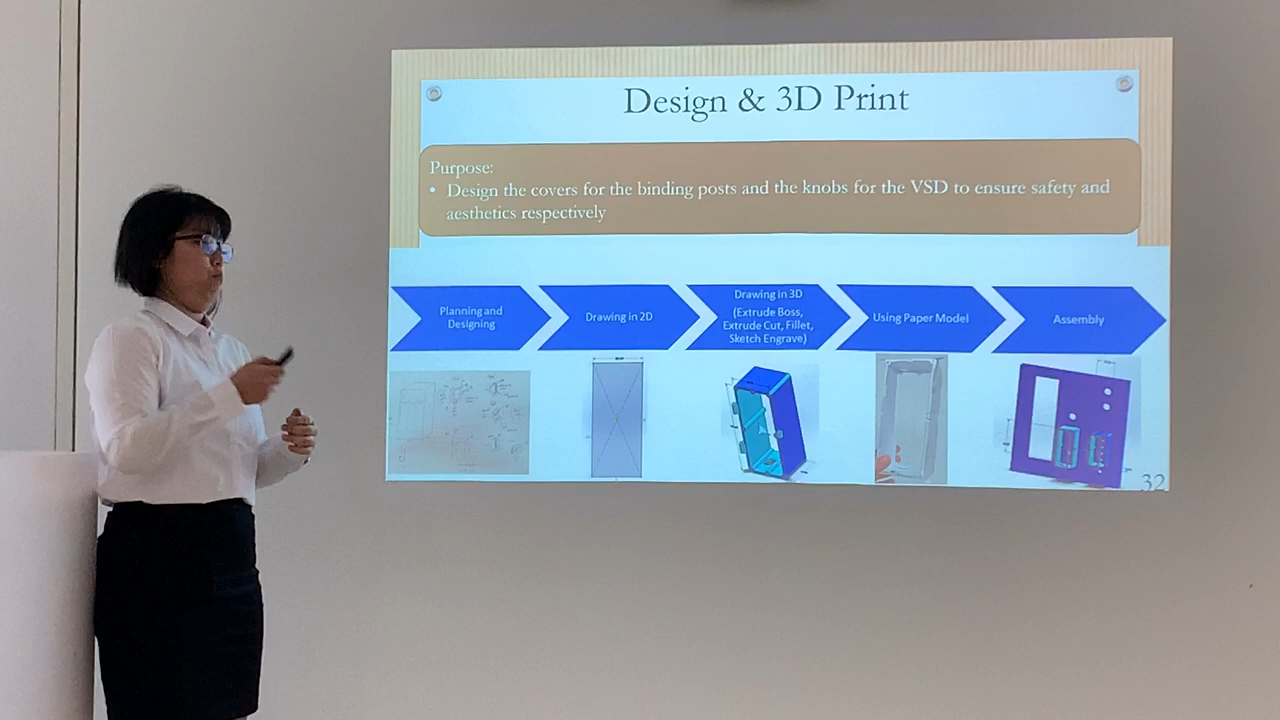 Design & 3D Print
Purpose:
• Design the covers for the binding posts and the knobs for the VSD to ensure safety and
aesthetics respectively
Planning and
Designing
Drawing in 2D
Drawing in 3D
(Extrude Boss,
Extrude Cut, Fillet,
Sketch Engrave)
Using Paper Model
Assembly
32